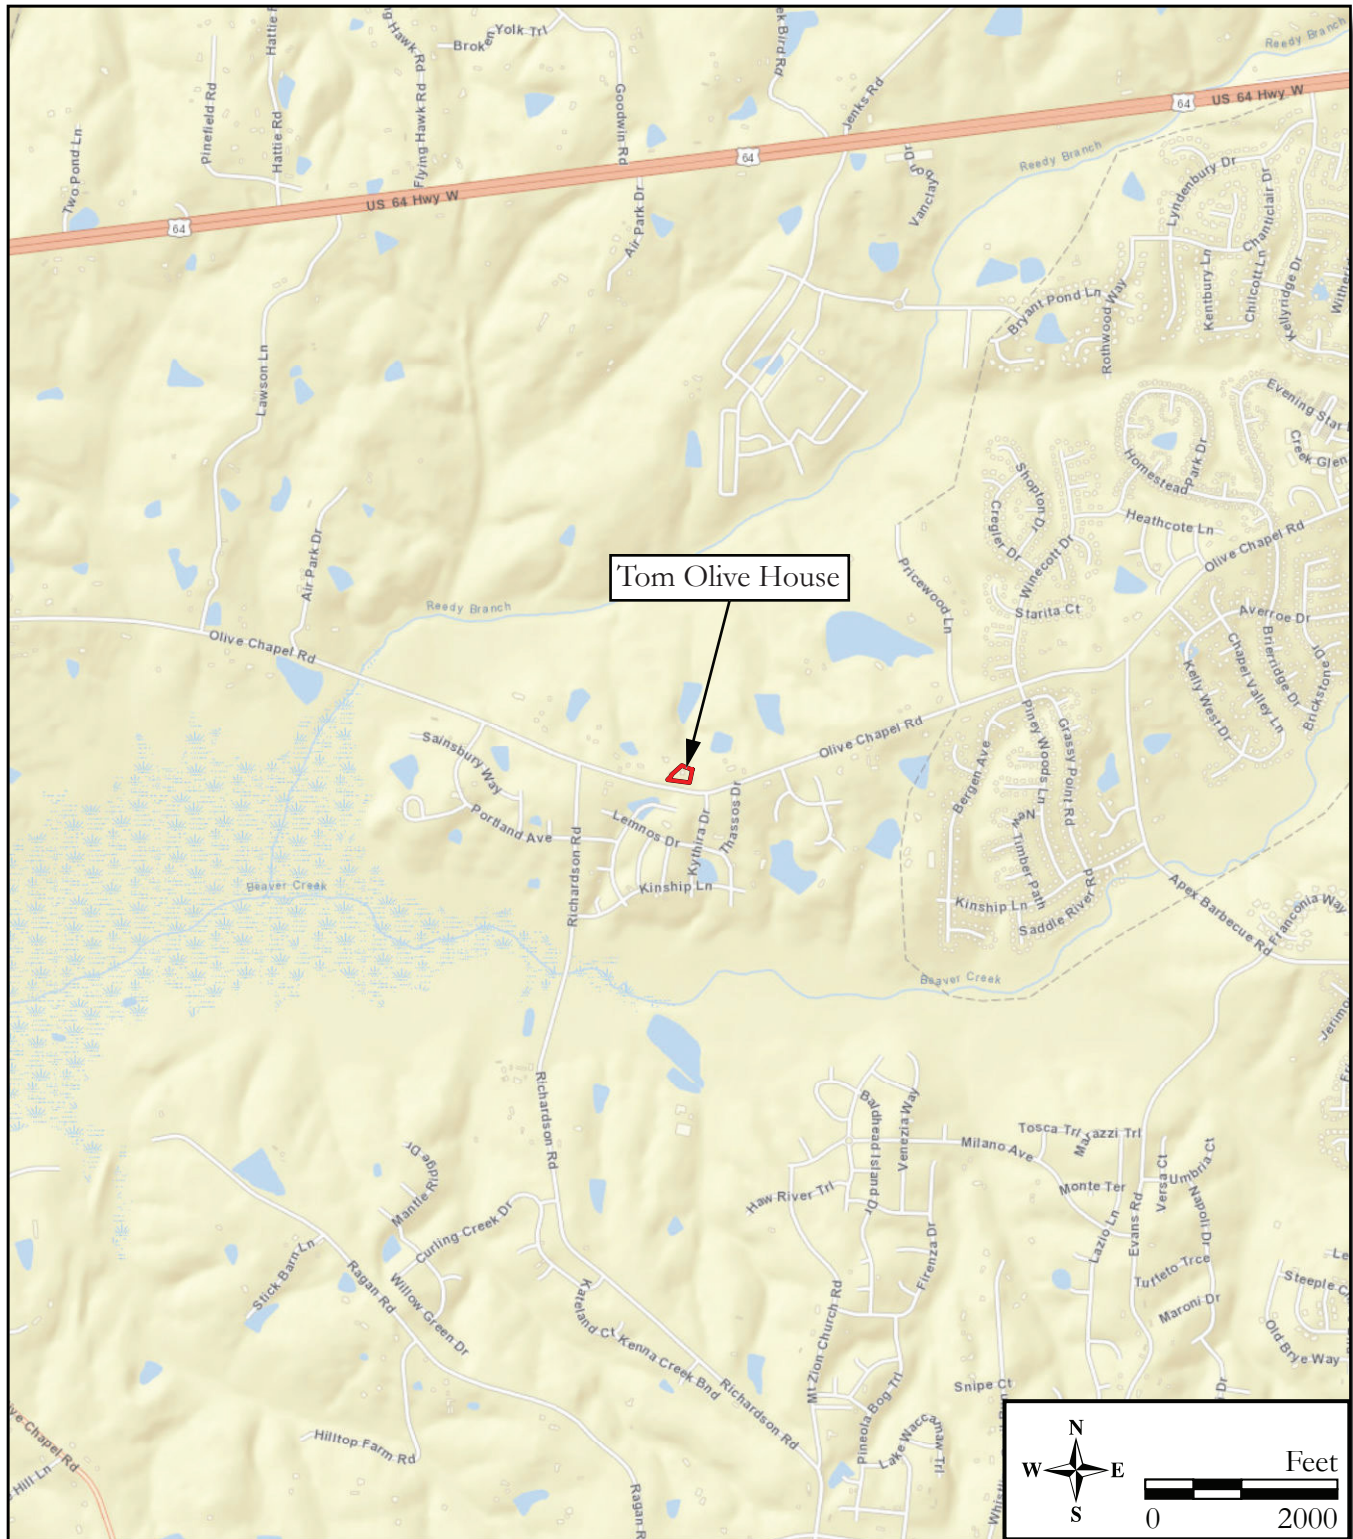 Hattie
Flying Hawk Rd
Broken Yolk Trl
Bird Rd
Reedy Branch
Pinefield Rd
Goodwin Rd
Jenks Rd
64
US 64 Hwy W
Two Pond Ln
Hattie Rd
Flying Hawk Rd
64
Dr
Reedy Branch
Vanclay
Lyndenbury Dr
Chanticlair Dr
US 64 Hwy W
64
Air Park Dr
Kentbury Ln
Chilcott Ln
Kellyridge Dr
Bryant Pond Ln
Rothwood Way
Lawson Ln
Evening Star
Creek Glen
Homestead Park Dr
Shopton Dr
Cregler Dr
Winecott Dr
Heathcote Ln
Olive Chapel Rd
Air Park Dr
Tom Olive House
Pricewood Ln
Reedy Branch
Starita Ct
Averroe Dr
Olive Chapel Rd
Brierridge Dr
Chapel Valley Ln
Kelly West Dr
Brickstone Dr
Sainsbury Way
Olive Chapel Rd
Piney Woods Ln
Grassy Point Rd
Bergen Ave
Portland Ave
Lemnos Dr
Kythira Dr
Thassos Dr
New Timber Path
Richardson Rd
Kinship Ln
Beaver Creek
Kinship Ln
Saddle River Rd
Apex Barbecue Rd
Franconia Way
Beaver Creek
Jerimo
Richardson Rd
Baldhead Island Dr
Venezia Way
Tosca Trl
Milano Ave
Mantle Ridge Dr
Haw River Trl
Monte Ter
Versa Ct
Umbria Ct
Napoli Dr
Curling Creek Dr
Lazio Ln
Evans Rd
Firenza Dr
Stick Barn Ln
Ragan Rd
Willow Green Dr
Maroni Dr
Kateland Ct
Kenna Creek Bnd
Mt Zion Church Rd
Old Brye Way
Richardson Rd
Snipe Ct
Dr
Pineola Bog Trl
Lake Waccamaw Trl
Hilltop Farm Rd
Chapel Rd
Hill Ln
Ragan R
N
W E
S
Feet
0 2000